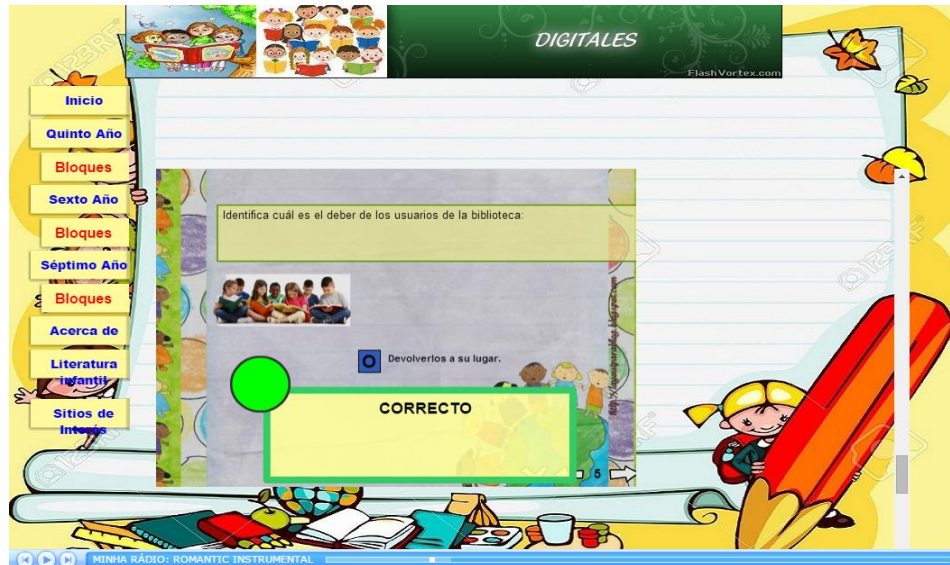 DIGITALES
FlashVortex.com
Inicio
Quinto Año
Bloques
Sexto Año
Bloques
Séptimo Año
Bloques
Acerca de
Literatura
infantil
Sitios de
Interés
Identifica cuál es el deber de los usuarios de la biblioteca:
O Devolverlos a su lugar.
CORRECTO
5
MINHA RÁDIO: ROMANTIC INSTRUMENTAL